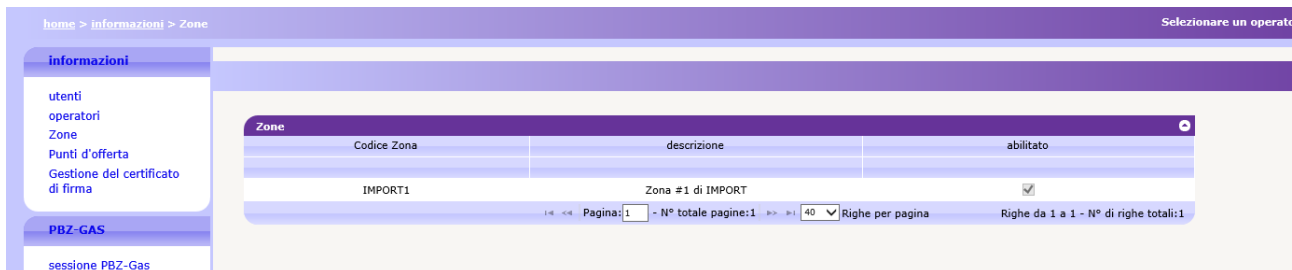 home > informazioni > Zone
Selezionare un operato
informazioni
utenti
operatori
Zone
Punti d'offerta
Gestione del certificato
di firma
PBZ-GAS
sessione PBZ-Gas
Zone
Codice Zona descrizione abilitato
IMPORT1 Zona #1 di IMPORT
Pagina: 1 - N° totale pagine:1 40 Righe per pagina Righe da 1 a 1 - N° di righe totali:1